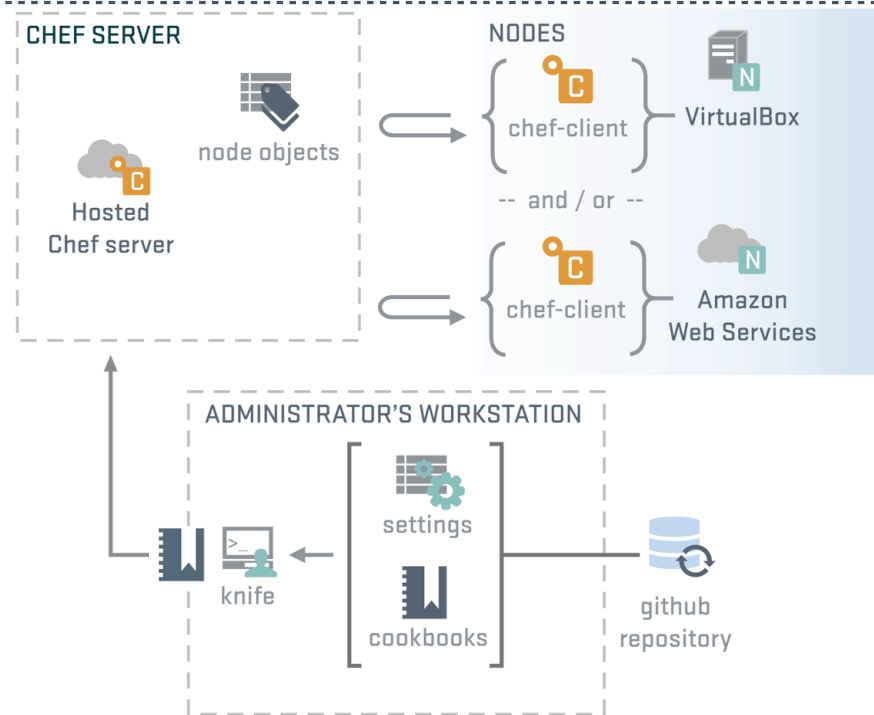 CHEF SERVER
node objects
C
Hosted
Chef server
NODES
C
chef-client
N
VirtualBox
-- and / or --
C
chef-client
N
Amazon
Web Services
ADMINISTRATOR'S WORKSTATION
settings
>_
knife
cookbooks
github
repository